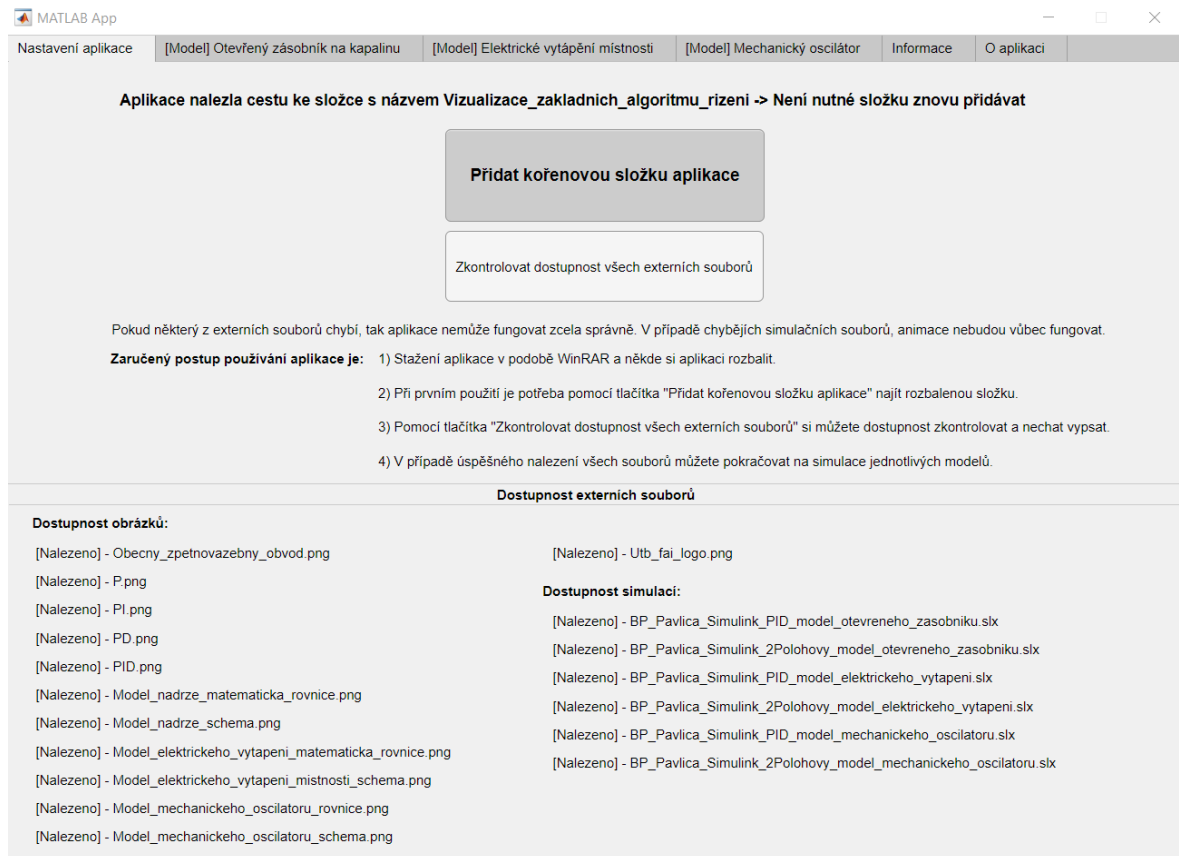 MATLAB App
Nastavení aplikace
[Model] Otevřený zásobník na kapalinu
[Model] Elektrické vytápění místnosti
[Model] Mechanický oscilátor
Informace
O aplikaci
Aplikace nalezla cestu ke složce s názvem Vizualizace_zakladnich_algoritmu_rizeni -> Není nutné složku znovu přidávat
Přidat kořenovou složku aplikace
Zkontrolovat dostupnost všech externích souborů
Pokud některý z externích souborů chybí, tak aplikace nemůže fungovat zcela správně. V případě chybějích simulačních souborů, animace nebudou vůbec fungovat.
Zaručený postup používání aplikace je: 1) Stažení aplikace v podobě WinRAR a někde si aplikaci rozbalit.
2) Při prvním použití je potřeba pomocí tlačítka "Přidat kořenovou složku aplikace" najít rozbalenou složku.
3) Pomocí tlačítka "Zkontrolovat dostupnost všech externích souborů" si můžete dostupnost zkontrolovat a nechat vypsat.
4) V případě úspěšného nalezení všech souborů můžete pokračovat na simulace jednotlivých modelů.
Dostupnost externích souborů
Dostupnost obrázků:
[Nalezeno] - Obecny_zpetnovazebny_obvod.png
[Nalezeno] - P.png
[Nalezeno] - PI.png
[Nalezeno] - PD.png
[Nalezeno] - PID.png
[Nalezeno] - Model_nadrze_matematicka_rovnice.png
[Nalezeno] - Model_nadrze_schema.png
[Nalezeno] - Model_elektrickeho_vytapeni_matematicka_rovnice.png
[Nalezeno] - Model_elektrickeho_vytapeni_mistnosti_schema.png
[Nalezeno] - Model_mechanickeho_oscilatoru_rovnice.png
[Nalezeno] - Model_mechanickeho_oscilatoru_schema.png
[Nalezeno] - Utb_fai_logo.png
Dostupnost simulací:
[Nalezeno] - BP_Pavlica_Simulink_PID_model_otevreneho_zasobniku.slx
[Nalezeno] - BP_Pavlica_Simulink_2Polohovy_model_otevreneho_zasobniku.slx
[Nalezeno] - BP_Pavlica_Simulink_PID_model_elektrickeho_vytapeni.slx
[Nalezeno] - BP_Pavlica_Simulink_2Polohovy_model_elektrickeho_vytapeni.slx
[Nalezeno] - BP_Pavlica_Simulink_PID_model_mechanickeho_oscilatoru.slx
[Nalezeno] - BP_Pavlica_Simulink_2Polohovy_model_mechanickeho_oscilatoru.slx